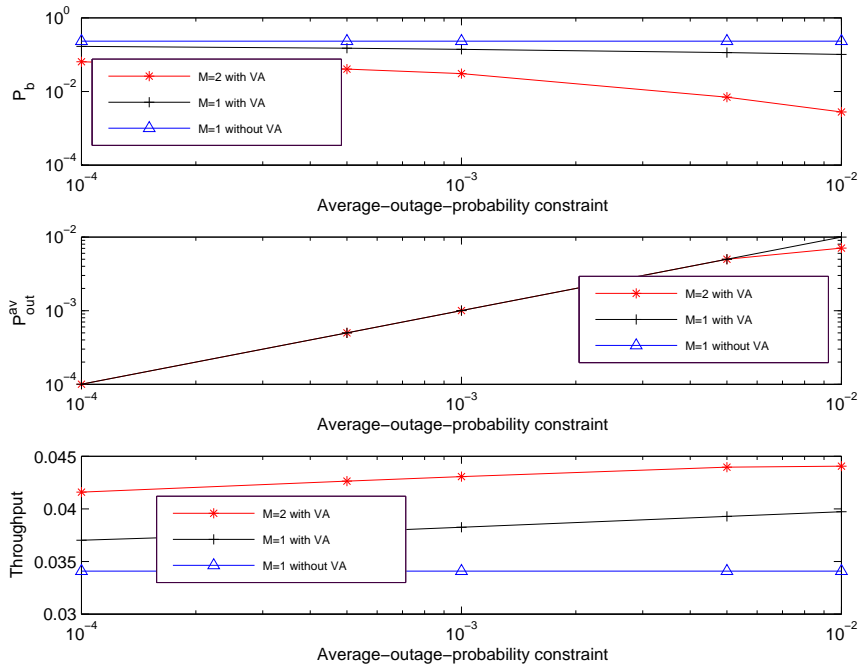 10^0
10^−2
10^−4
P_b
M=2 with VA
M=1 with VA
M=1 without VA
10^−4
10^−3
10^−2
Average−outage−probability constraint
10^−2
10^−3
10^−4
P_out^av
M=2 with VA
M=1 with VA
M=1 without VA
10^−4
10^−3
10^−2
Average−outage−probability constraint
0.045
0.04
0.035
0.03
Throughput
M=2 with VA
M=1 with VA
M=1 without VA
10^−4
10^−3
10^−2
Average−outage−probability constraint